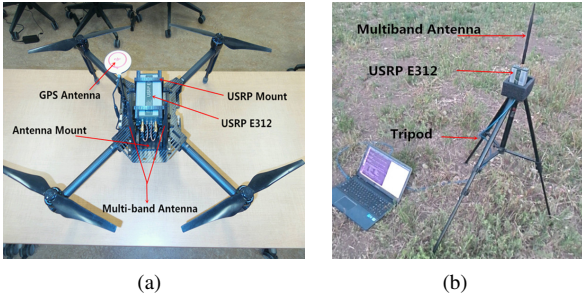 GPS Antenna
USRP Mount
USRP E312
Antenna Mount
Multi-band Antenna
Multiband Antenna
USRP E312
Tripod
(a)
(b)